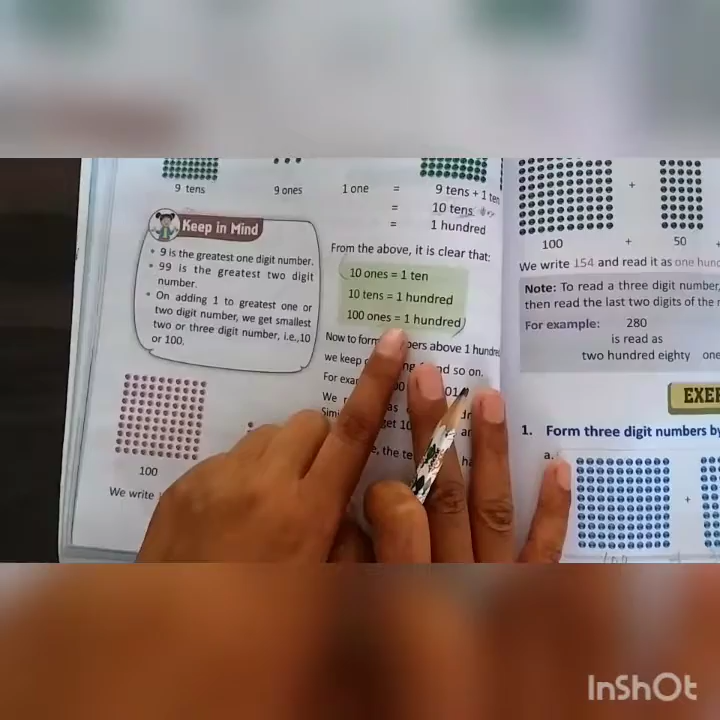 9 tens
9 ones
1 one = 9 tens + 1 ten
= 10 tens
= 1 hundred
Keep in Mind
• 9 is the greatest one digit number.
• 99 is the greatest two digit
number.
• On adding 1 to greatest one or
two digit number, we get smallest
two or three digit number, i.e.,10
or 100.
100
We write
From the above, it is clear that:
10 ones = 1 ten
10 tens = 1 hundred
100 ones = 1 hundred
Now to form above 1 hundred
we keep so on.
For
We as
get 10
, the
+
100 + 50 +
We write 154 and read it as one
Note: To read a three digit number,
then read the last two digits of the
For example: 280
is read as
two hundred eighty one
1. Form three digit numbers by
a.
+
InShOt